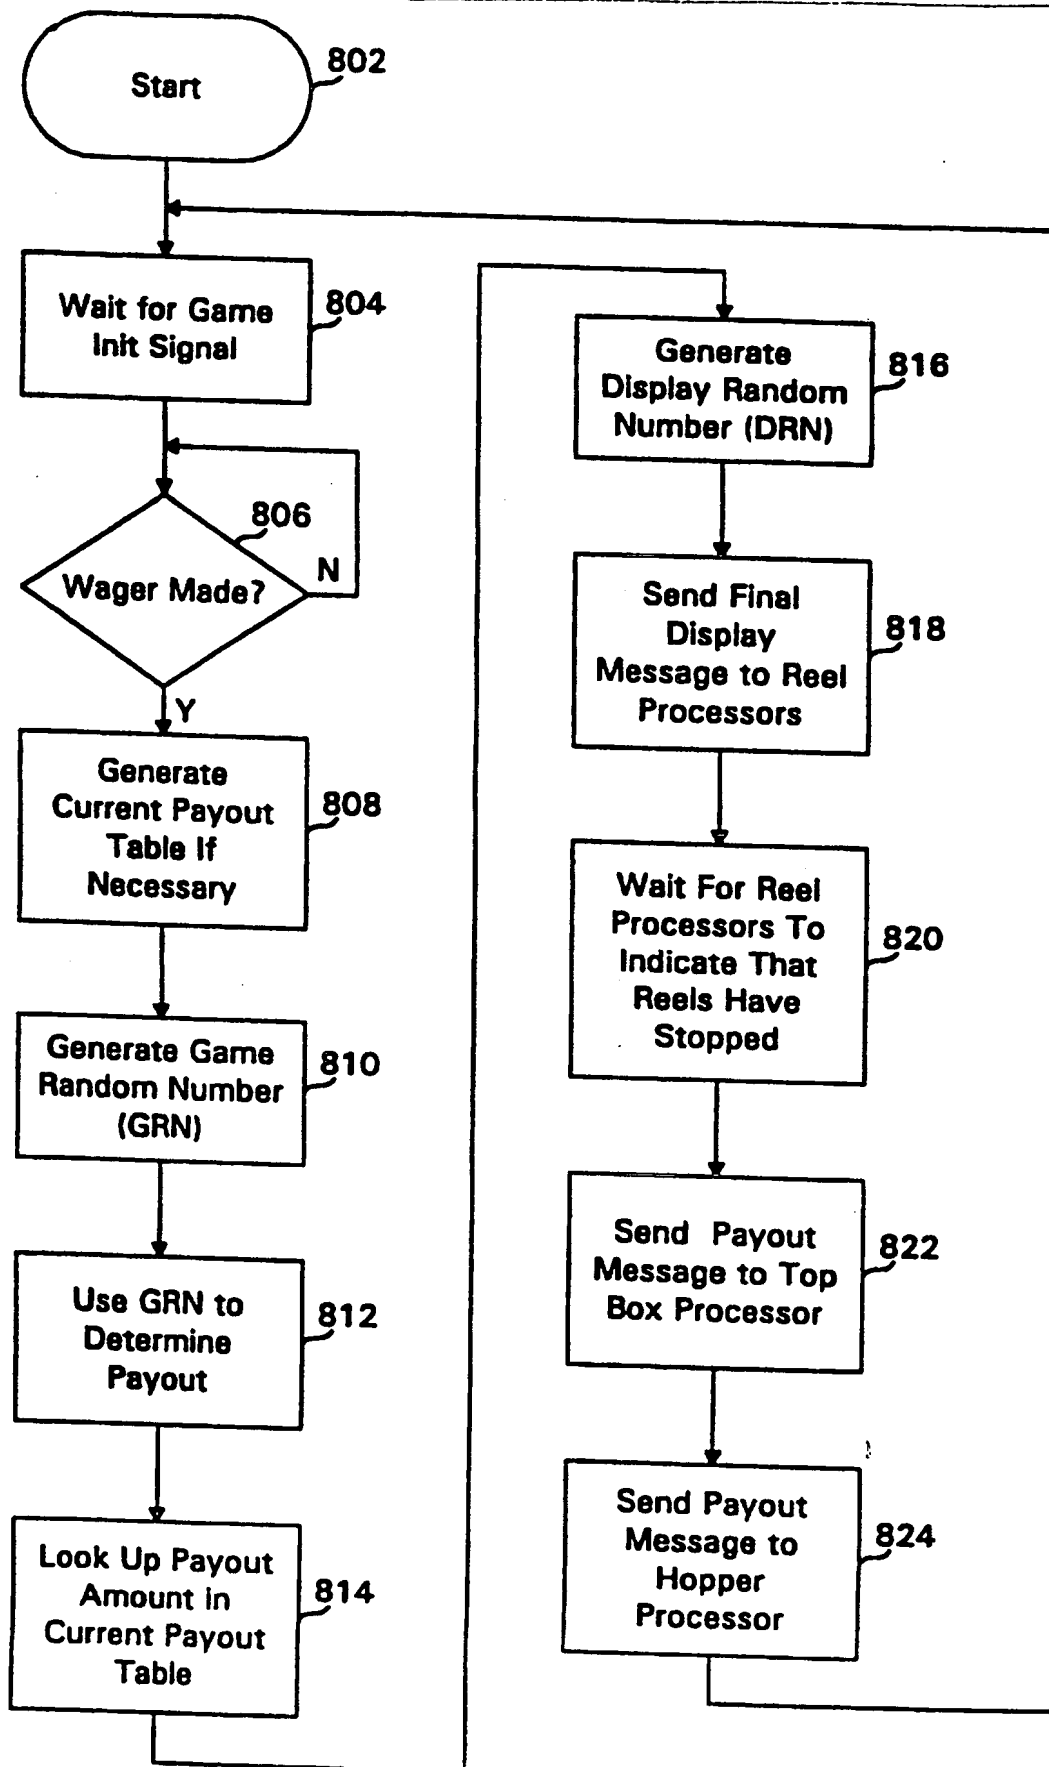 Start
802
Wait for Game
Init Signal
804
806
Wager Made?
N
Y
Generate
Current Payout
Table If
Necessary
808
Generate Game
Random Number
(GRN)
810
Use GRN to
Determine
Payout
812
Look Up Payout
Amount in
Current Payout
Table
814
Generate
Display Random
Number (DRN)
816
Send Final
Display
Message to Reel
Processors
818
Wait For Reel
Processors To
Indicate That
Reels Have
Stopped
820
Send Payout
Message to Top
Box Processor
822
Send Payout
Message to
Hopper
Processor
824